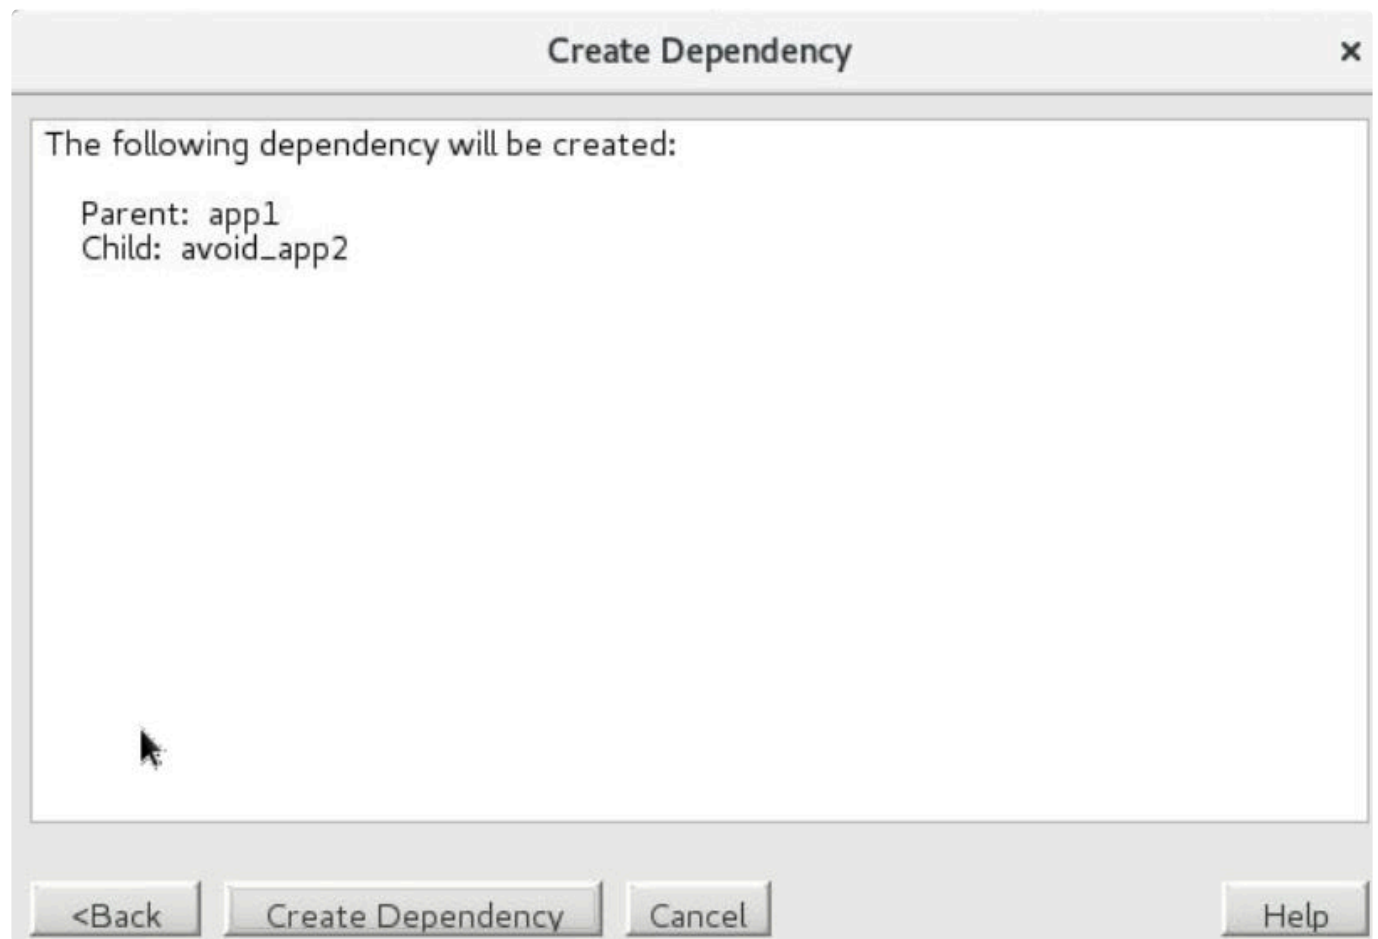 Create Dependency ×
The following dependency will be created:
Parent: app1
Child: avoid_app2
<Back Create Dependency Cancel Help